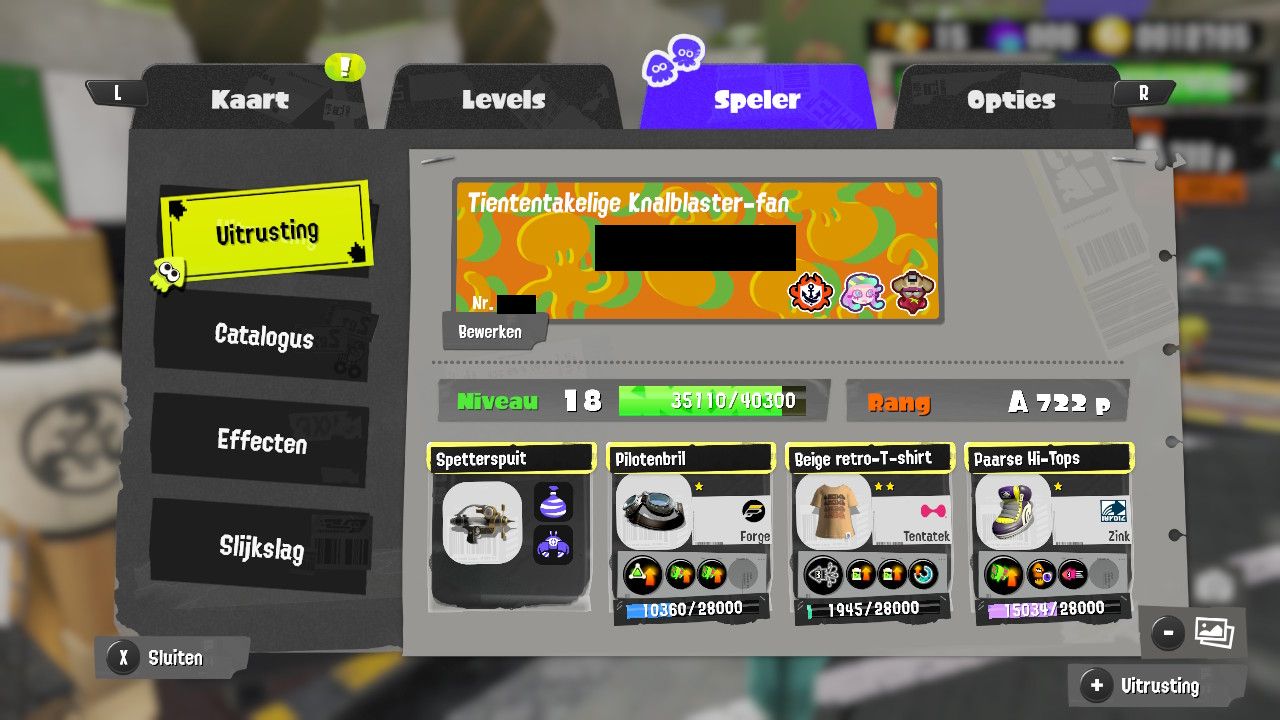 L
Kaart
!
Levels
Speler
Opties
R
Uitrusting
Catalogus
Effecten
Slijkslag
Tiententakelige Knalblaster-fan
Nr.
Bewerken
Niveau 18 35110/40300
Rang A 722 p
Spetterspuit
Pilotenbril
Forge
10360/28000
Beige retro-T-shirt
Tentatek
1945/28000
Paarse Hi-Tops
Zink
15034/28000
X Sluiten
-
+ Uitrusting